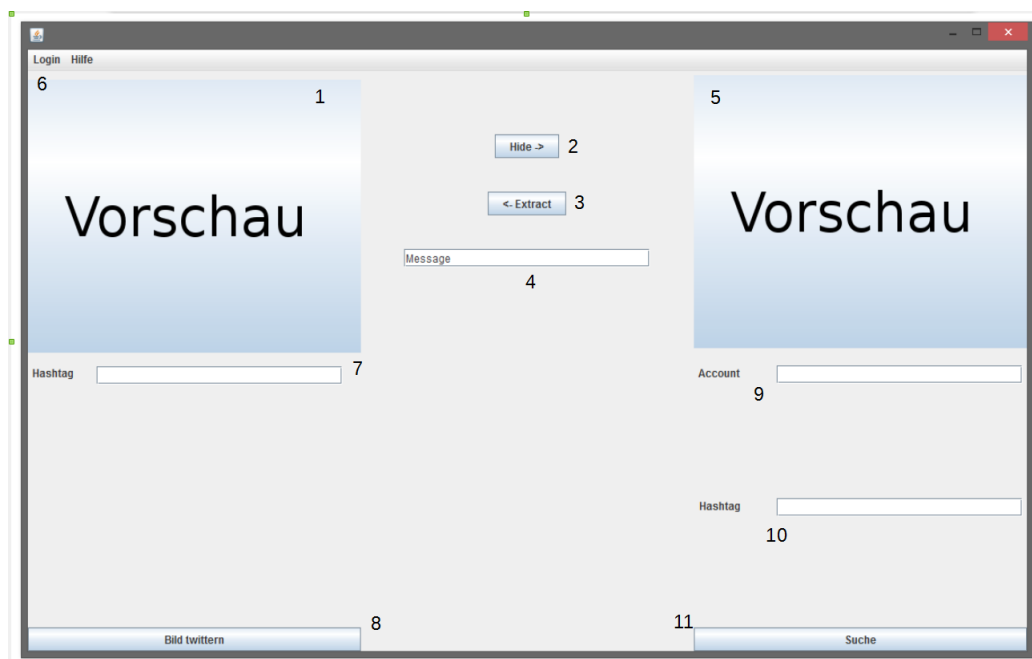 Login Hilfe
6
1
5
Hide -> 2
<- Extract 3
Vorschau
Vorschau
Message
4
Hashtag
7
Account
9
Hashtag
10
8
11
Bild twittern
Suche